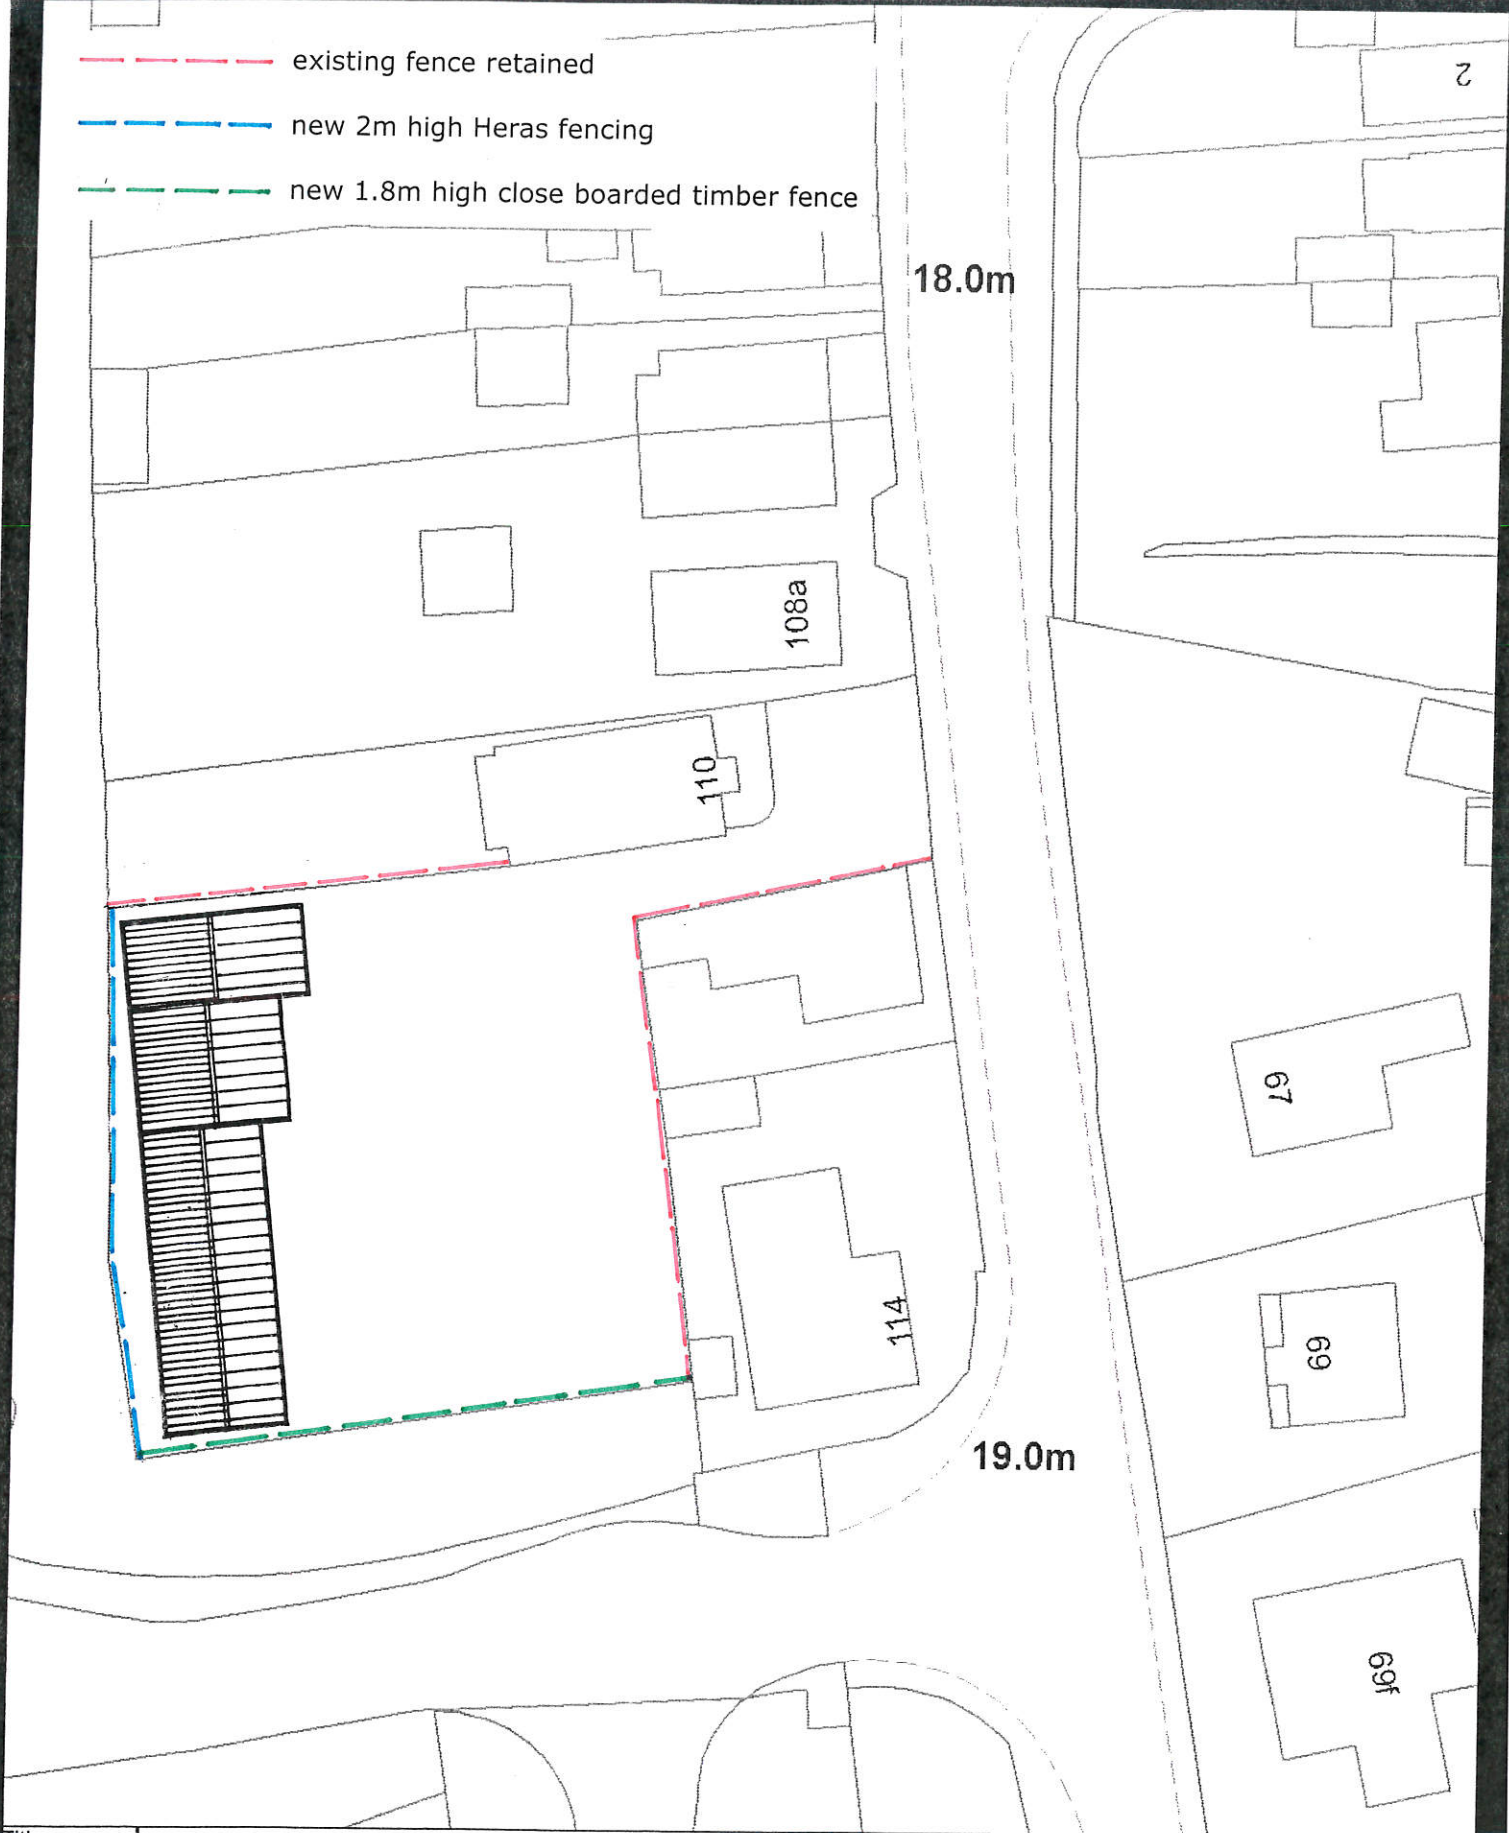 existing fence retained
new 2m high Heras fencing
new 1.8m high close boarded timber fence
2
18.0m
108a
110
67
114
69
19.0m
69f